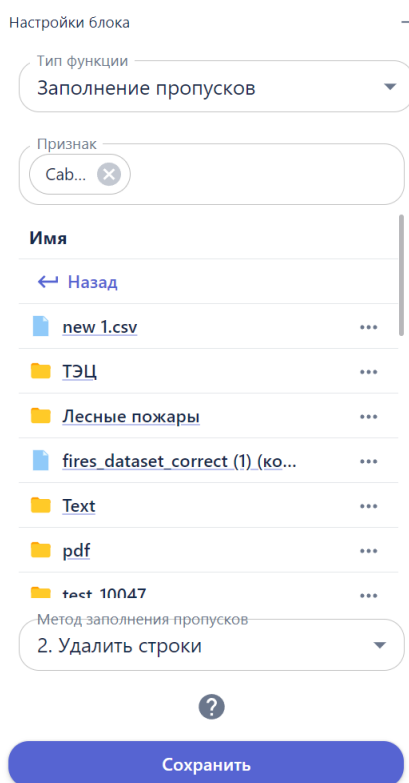 Настройки блока
Тип функции
Заполнение пропусков
Признак
Cab...
Имя
Назад
new 1.csv
ТЭЦ
Лесные пожары
fires_dataset_correct (1) (ко...
Text
pdf
test_10047
Метод заполнения пропусков
2. Удалить строки
?
Сохранить